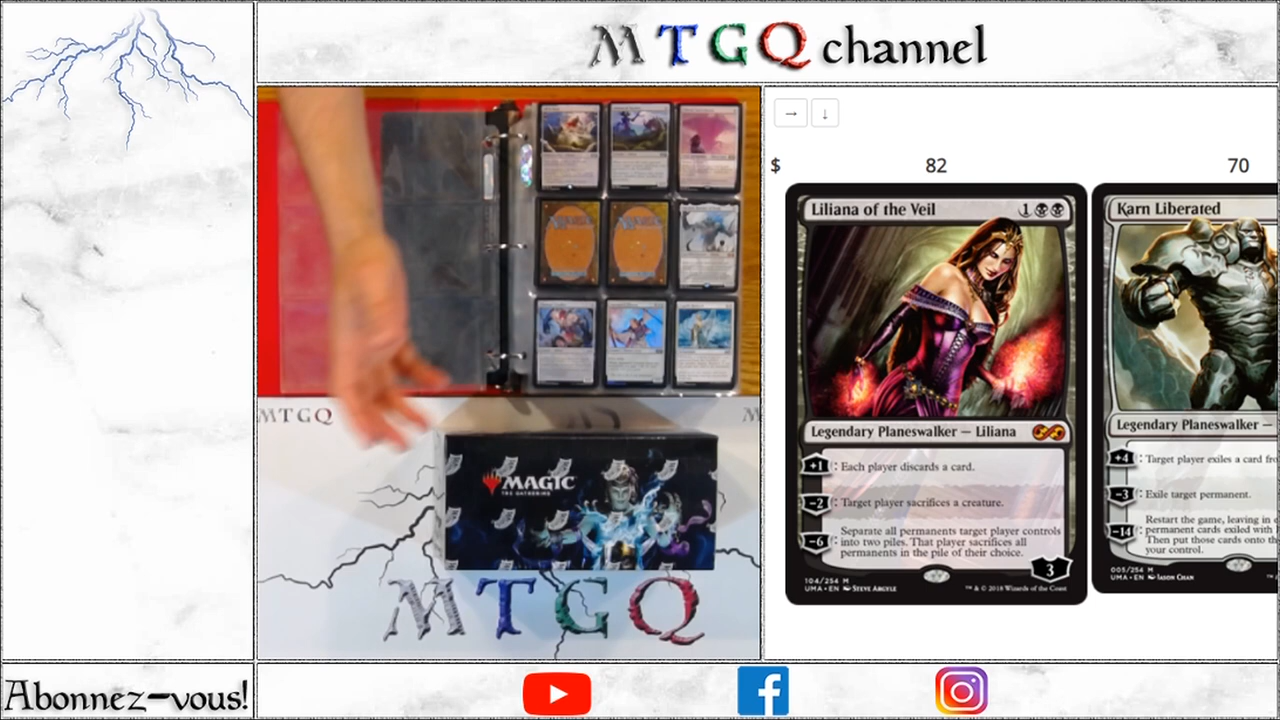 MTGQ channel
→ ↓
$ 82 70
Liliana of the Veil 1
Legendary Planeswalker — Liliana
+1 : Each player discards a card.
-2 : Target player sacrifices a creature.
-6 : Separate all permanents target player controls
into two piles. That player sacrifices all
permanents in the pile of their choice.
3
104/254 M
UMA • EN STEVE ARGYLE
™ & © 2018 Wizards of the Coast
Karn Liberated
Legendary Planeswalker —
+4 : Target player exiles a card fro
-3 : Exile target permanent.
-14 : Restart the game, leaving in
permanent cards exiled with
Then put those cards onto th
your control.
005/254 M
UMA • EN JASON CHAN
MTGQ M
MAGIC
THE GATHERING
MTGQ
Abonnez-vous!